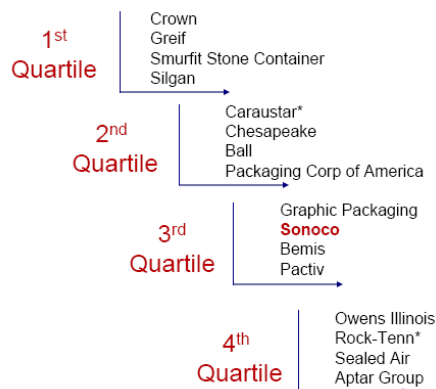 1st
Quartile
Crown
Greif
Smurfit Stone Container
Silgan
2nd
Quartile
Caraustar*
Chesapeake
Ball
Packaging Corp of America
3rd
Quartile
Graphic Packaging
Sonoco
Bemis
Pactiv
4th
Quartile
Owens Illinois
Rock-Tenn*
Sealed Air
Aptar Group